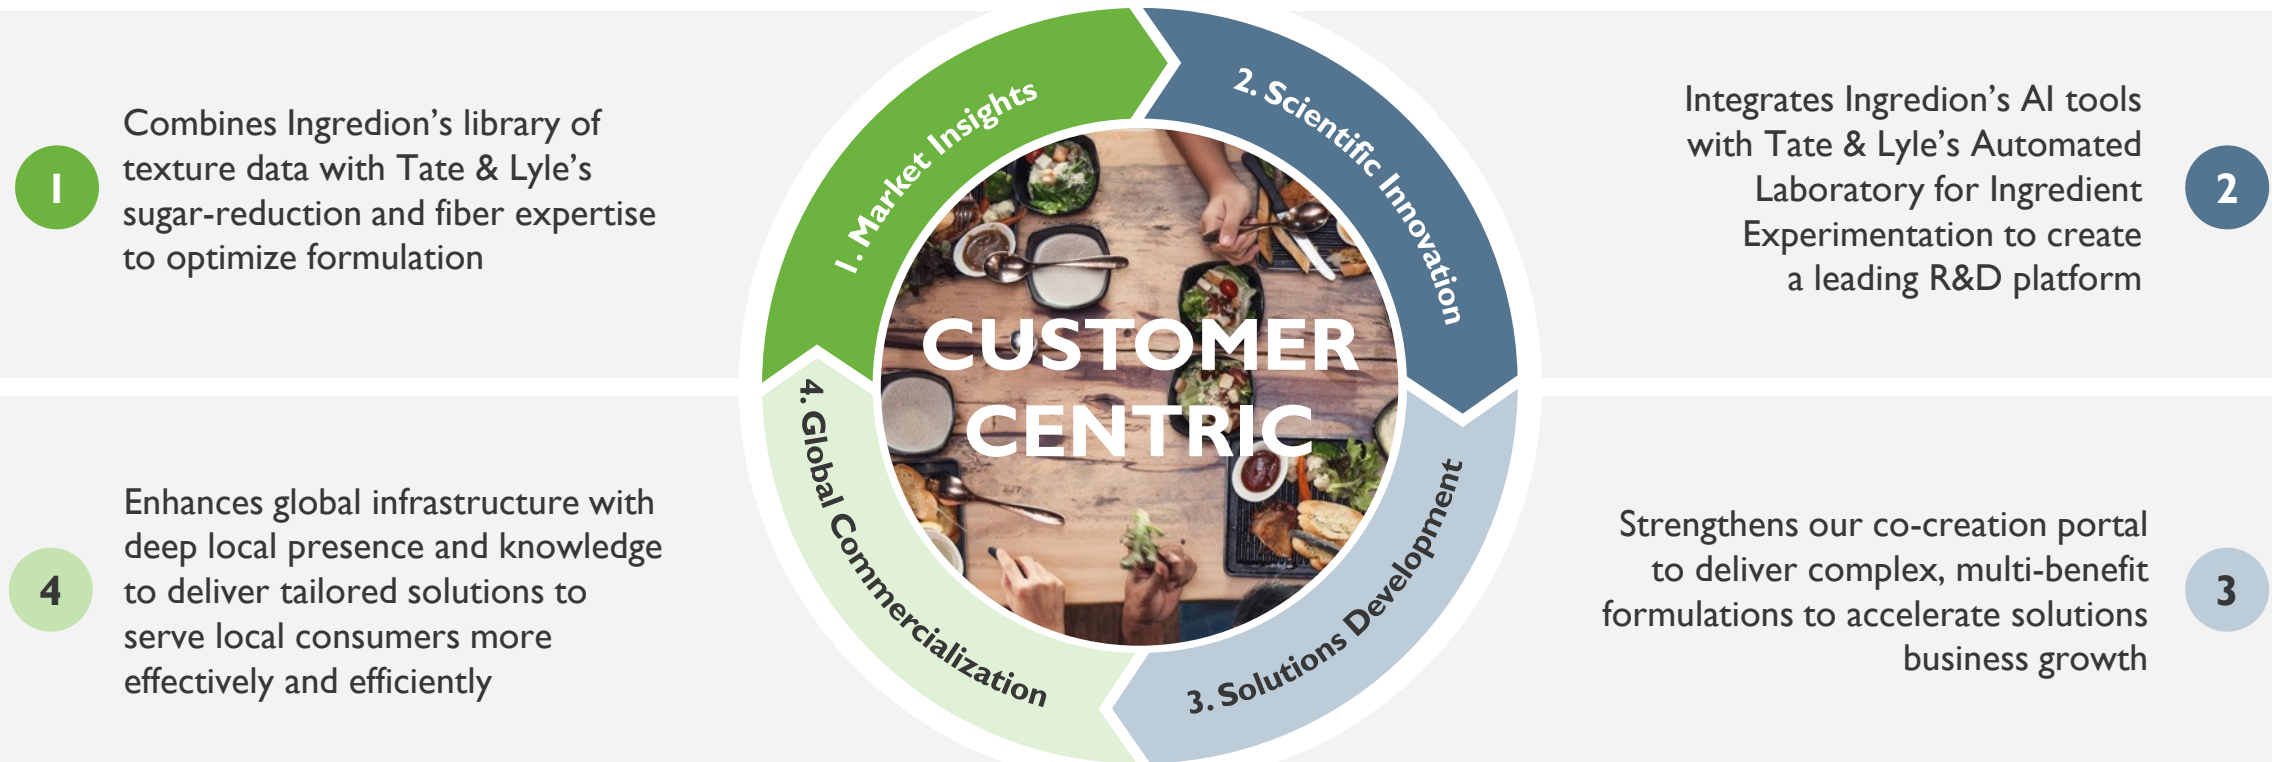 1
Combines Ingredion's library of
texture data with Tate & Lyle's
sugar-reduction and fiber expertise
to optimize formulation
1. Market Insights
2. Scientific Innovation
Integrates Ingredion's AI tools
with Tate & Lyle's Automated
Laboratory for Ingredient
Experimentation to create
a leading R&D platform
2
CUSTOMER
CENTRIC
4
Enhances global infrastructure with
deep local presence and knowledge
to deliver tailored solutions to
serve local consumers more
effectively and efficiently
4. Global Commercialization
3. Solutions Development
Strengthens our co-creation portal
to deliver complex, multi-benefit
formulations to accelerate solutions
business growth
3